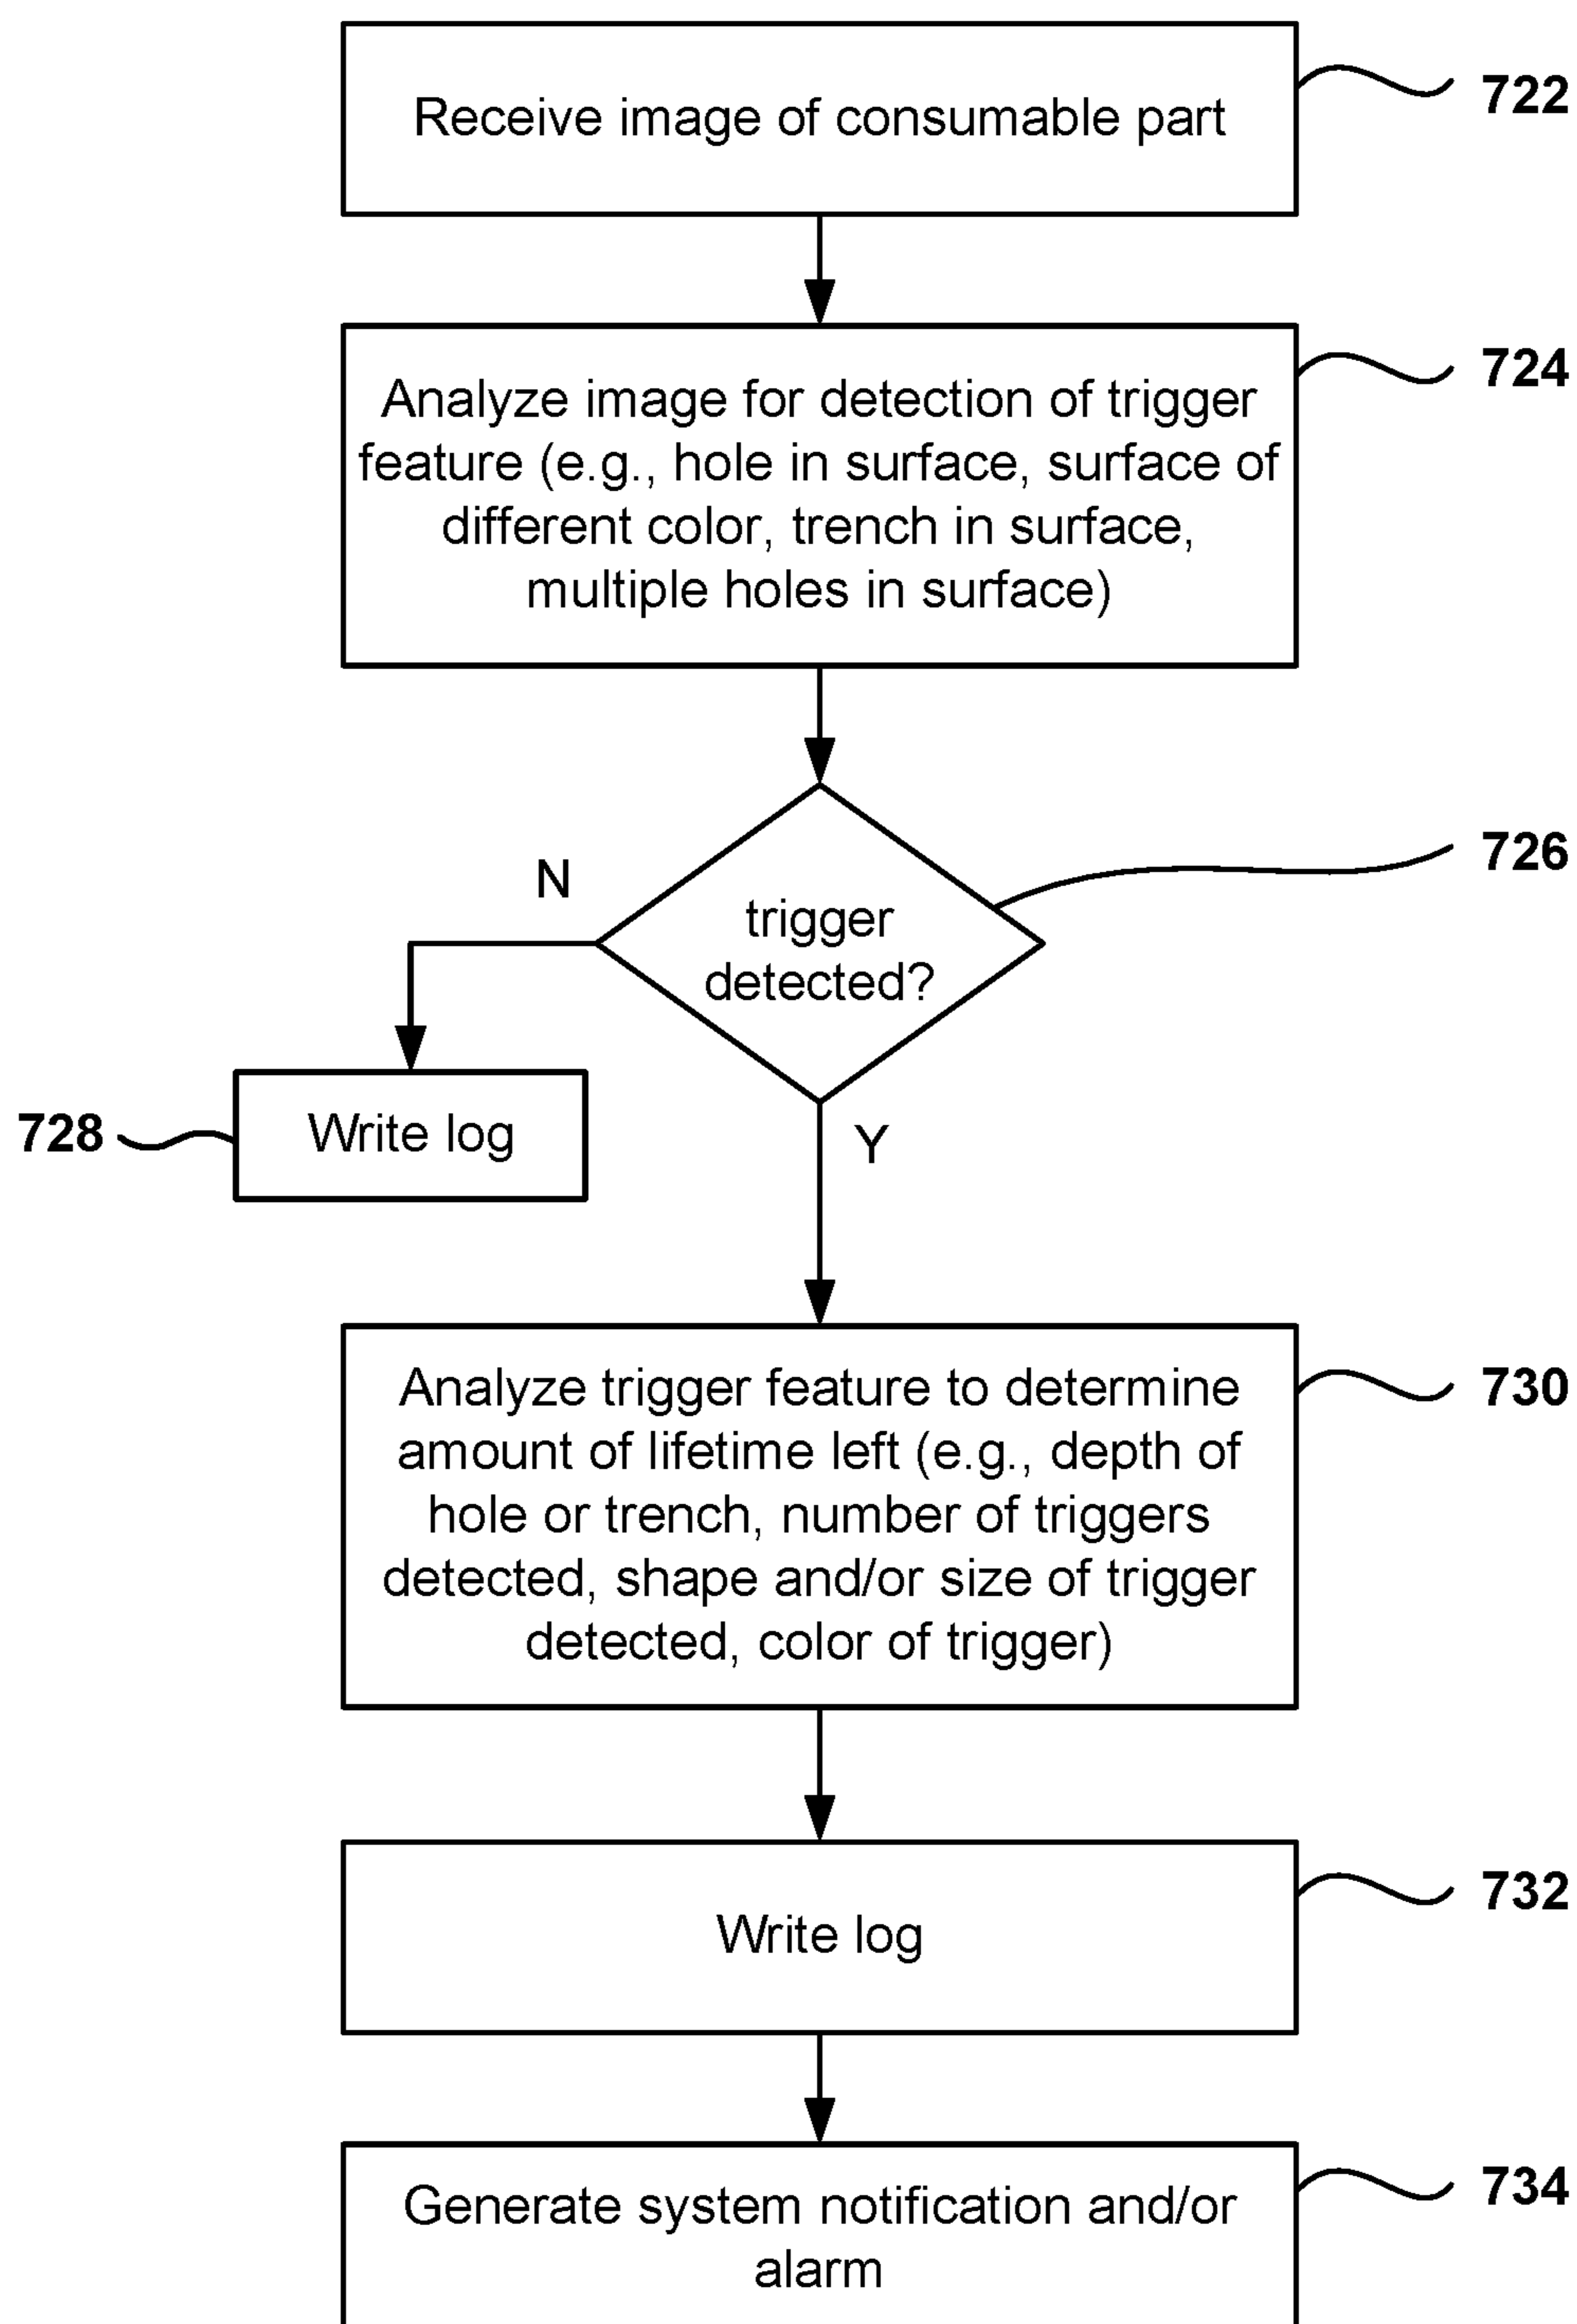 Receive image of consumable part
722
Analyze image for detection of trigger
feature (e.g., hole in surface, surface of
different color, trench in surface,
multiple holes in surface)
724
726
N
trigger
detected?
728
Write log
Y
Analyze trigger feature to determine
amount of lifetime left (e.g., depth of
hole or trench, number of triggers
detected, shape and/or size of trigger
detected, color of trigger)
730
Write log
732
Generate system notification and/or
alarm
734